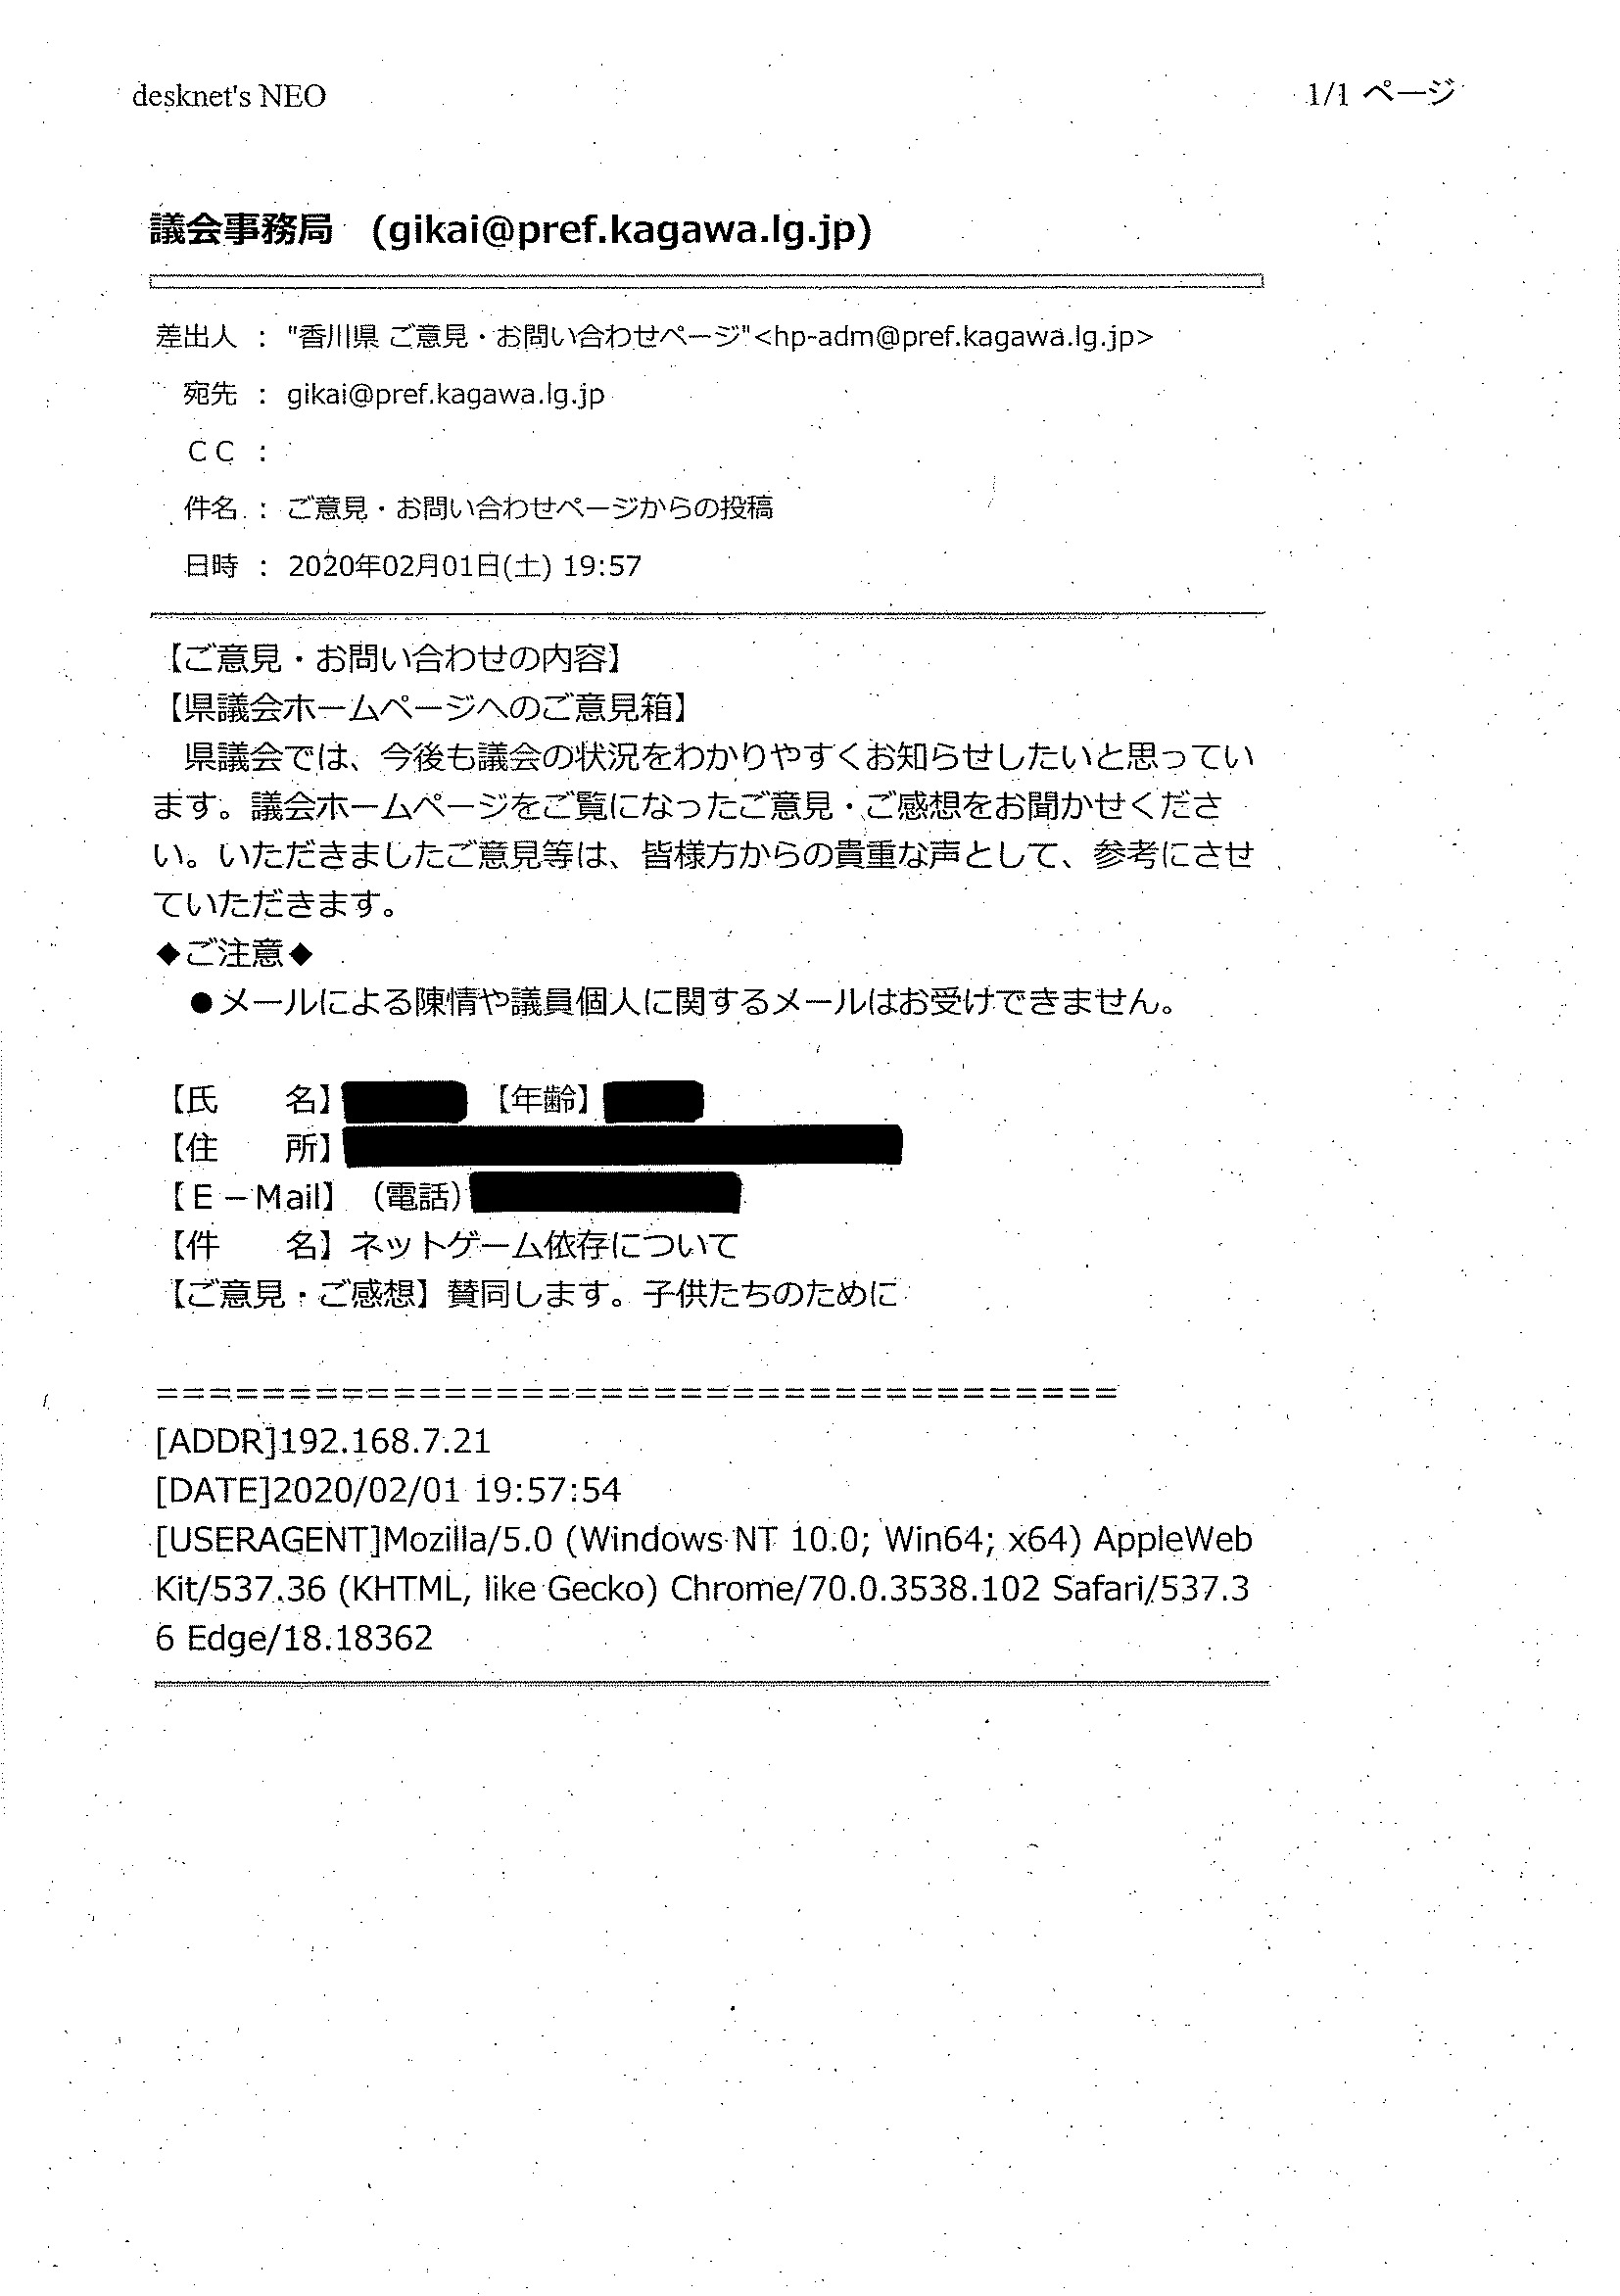 desknet's NEO
1/1 ページ
議会事務局　(gikai@pref.kagawa.lg.jp)
差出人 : "香川県 ご意見・お問い合わせページ"<hp-adm@pref.kagawa.lg.jp>
宛先 : gikai@pref.kagawa.lg.jp
ＣＣ :
件名 : ご意見・お問い合わせページからの投稿
日時 : 2020年02月01日(土) 19:57
【ご意見・お問い合わせの内容】
【県議会ホームページへのご意見箱】
　県議会では、今後も議会の状況をわかりやすくお知らせしたいと思ってい
ます。議会ホームページをご覧になったご意見・ご感想をお聞かせくださ
い。いただきましたご意見等は、皆様方からの貴重な声として、参考にさせ
ていただきます。
◆ご注意◆
　●メールによる陳情や議員個人に関するメールはお受けできません。
【氏　　名】 【年齢】
【住　　所】
【Ｅ－Mail】（電話）
【件　　名】ネットゲーム依存について
【ご意見・ご感想】賛同します。子供たちのために
=====================================
[ADDR]192.168.7.21
[DATE]2020/02/01 19:57:54
[USERAGENT]Mozilla/5.0 (Windows NT 10.0; Win64; x64) AppleWeb
Kit/537.36 (KHTML, like Gecko) Chrome/70.0.3538.102 Safari/537.3
6 Edge/18.18362